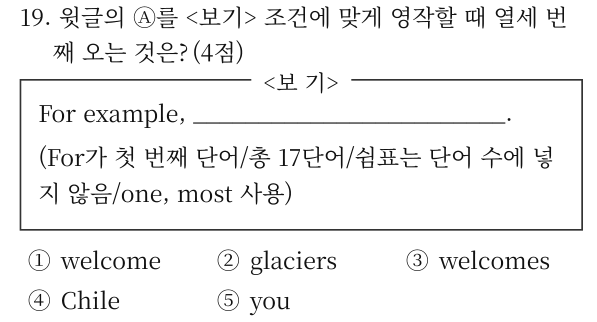 19. 윗글의 Ⓐ를 <보기> 조건에 맞게 영작할 때 열세 번
째 오는 것은? (4점)
<보 기>
For example, ______________________.
(For가 첫 번째 단어/총 17단어/쉼표는 단어 수에 넣
지 않음/one, most 사용)
① welcome ② glaciers ③ welcomes
④ Chile ⑤ you